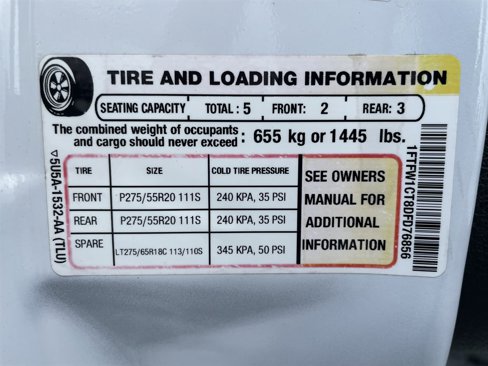 TIRE AND LOADING INFORMATION
SEATING CAPACITY TOTAL : 5 FRONT: 2 REAR: 3
The combined weight of occupants
and cargo should never exceed : 655 kg or 1445 lbs.
TIRE SIZE COLD TIRE PRESSURE
FRONT P275/55R20 111S 240 KPA, 35 PSI
REAR P275/55R20 111S 240 KPA, 35 PSI
SPARE LT275/65R18C 113/110S 345 KPA, 50 PSI
SEE OWNERS
MANUAL FOR
ADDITIONAL
INFORMATION
▽5U5A-1532-AA (TLU)
1FTFW1CT8DFD76856